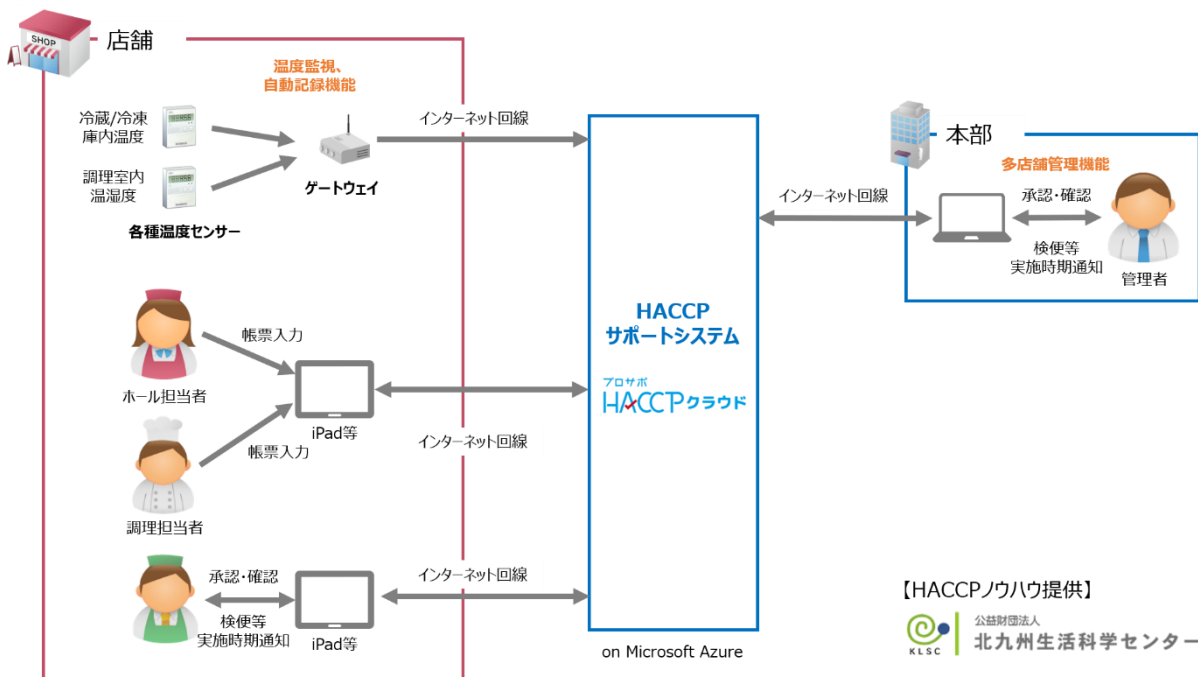 SHOP
店舗
温度監視、
自動記録機能
冷蔵/冷凍
庫内温度
調理室内
温湿度
各種温度センサー
ゲートウェイ
インターネット回線
ホール担当者
帳票入力
調理担当者
帳票入力
iPad等
インターネット回線
承認・確認
検便等
実施時期通知
iPad等
インターネット回線
HACCP
サポートシステム
プロサポ
HACCPクラウド
on Microsoft Azure
インターネット回線
本部
多店舗管理機能
承認・確認
検便等
実施時期通知
管理者
【HACCPノウハウ提供】
KLSC
公益財団法人
北九州生活科学センター